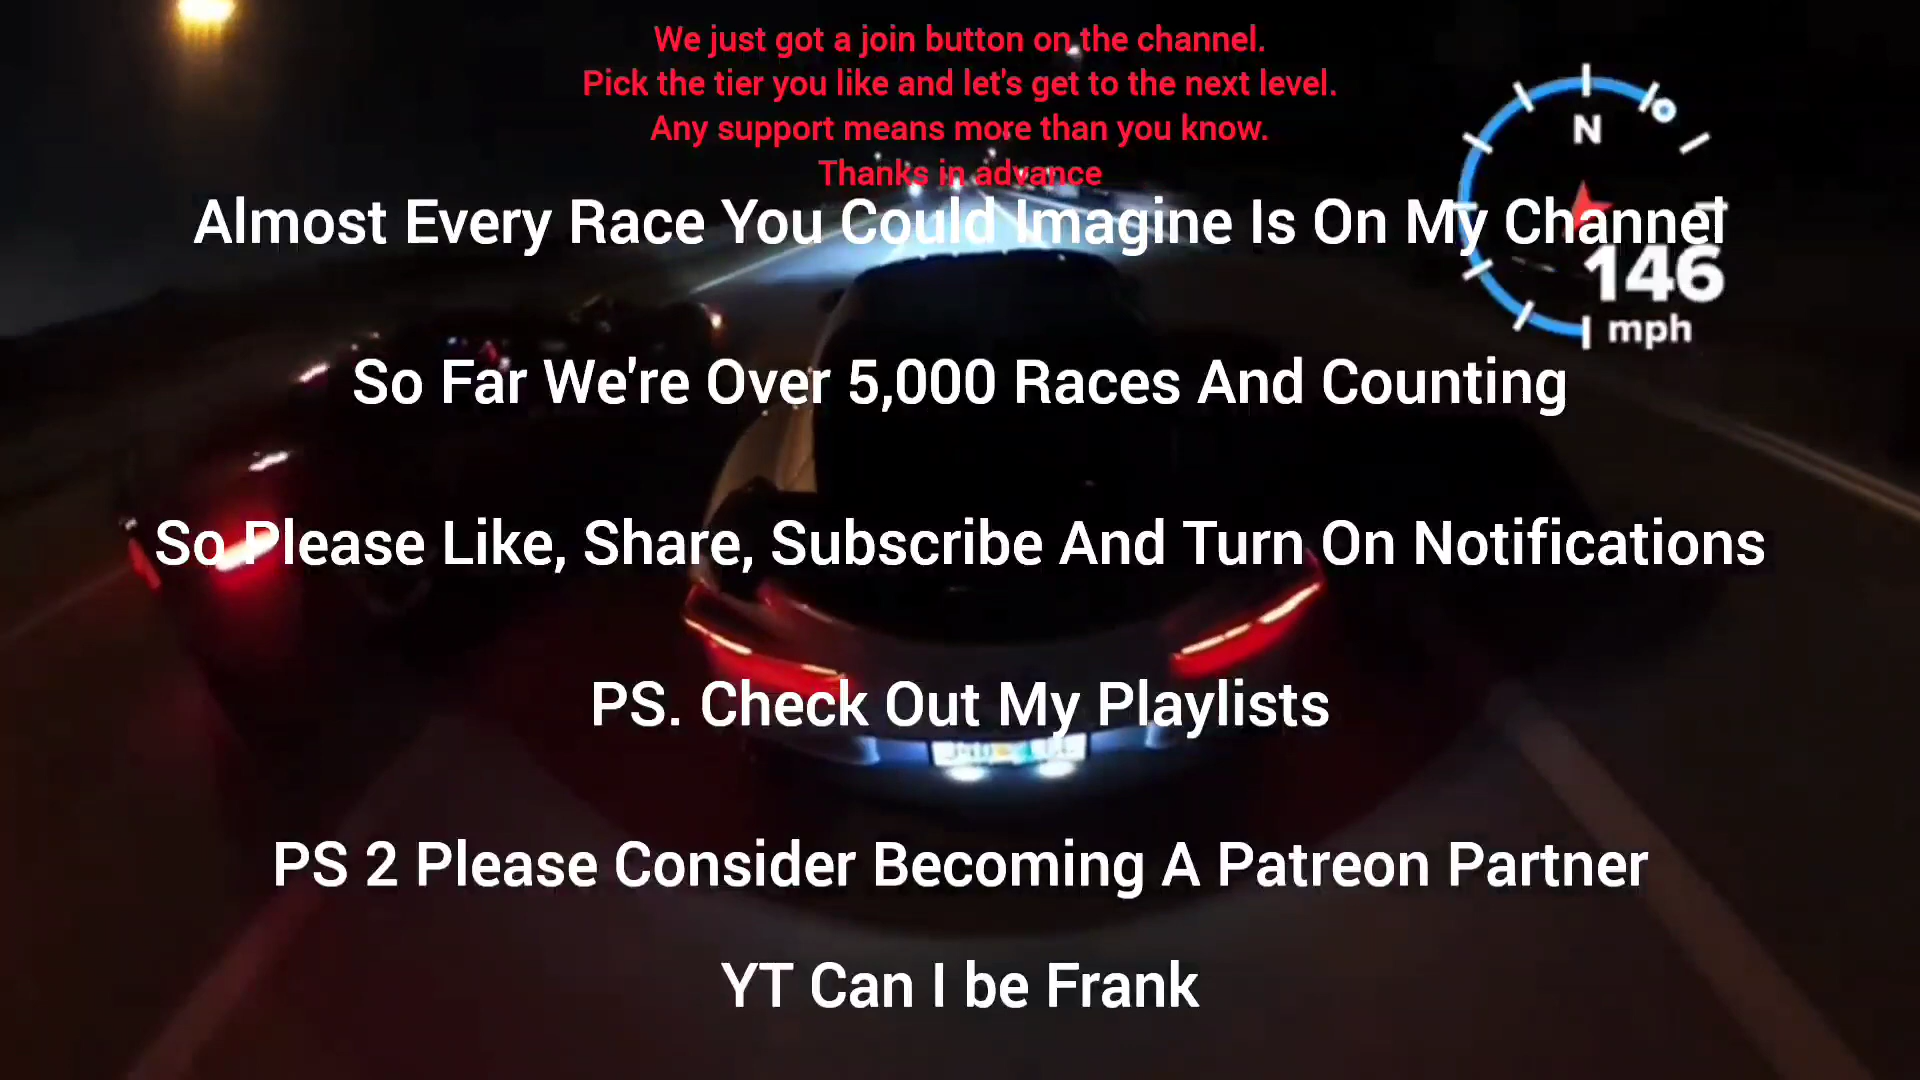 We just got a join button on the channel.
Pick the tier you like and let's get to the next level.
Any support means more than you know.
Thanks in advance
N
Almost Every Race You Could Imagine Is On My Channel
146
mph
So Far We're Over 5,000 Races And Counting
So Please Like, Share, Subscribe And Turn On Notifications
PS. Check Out My Playlists
PS 2 Please Consider Becoming A Patreon Partner
YT Can I be Frank